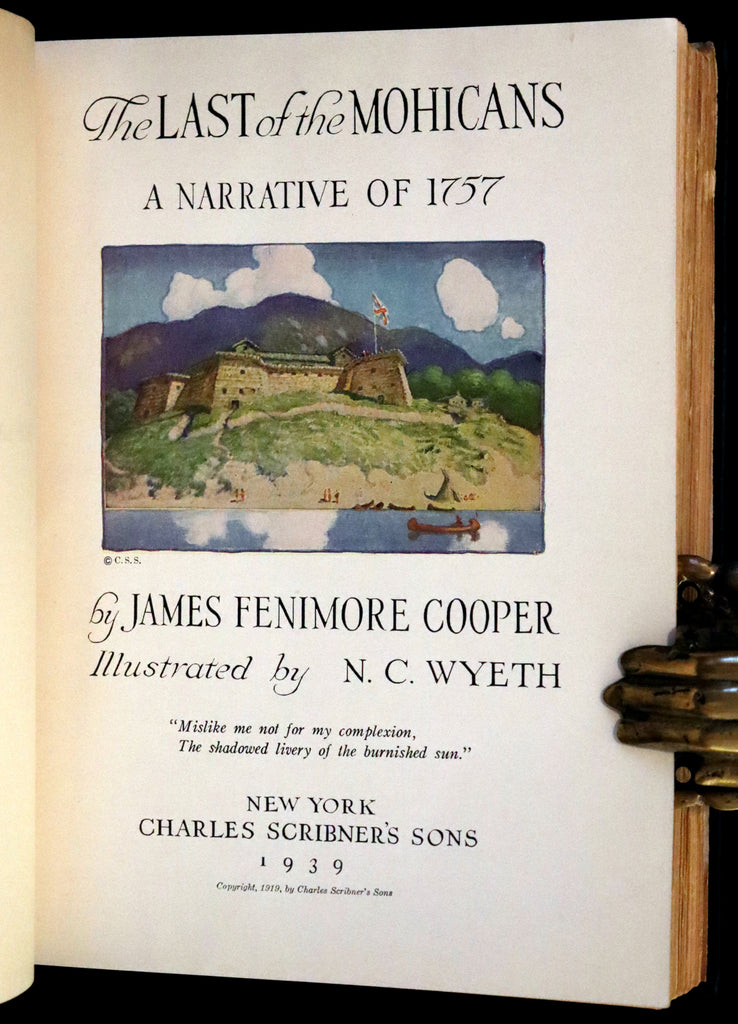 The LAST of the MOHICANS
A NARRATIVE OF 1757
© C. S. S.
by JAMES FENIMORE COOPER
Illustrated by N. C. WYETH
“Mislike me not for my complexion,
The shadowed livery of the burnished sun.”
NEW YORK
CHARLES SCRIBNER'S SONS
1939
Copyright, 1919, by Charles Scribner's Sons